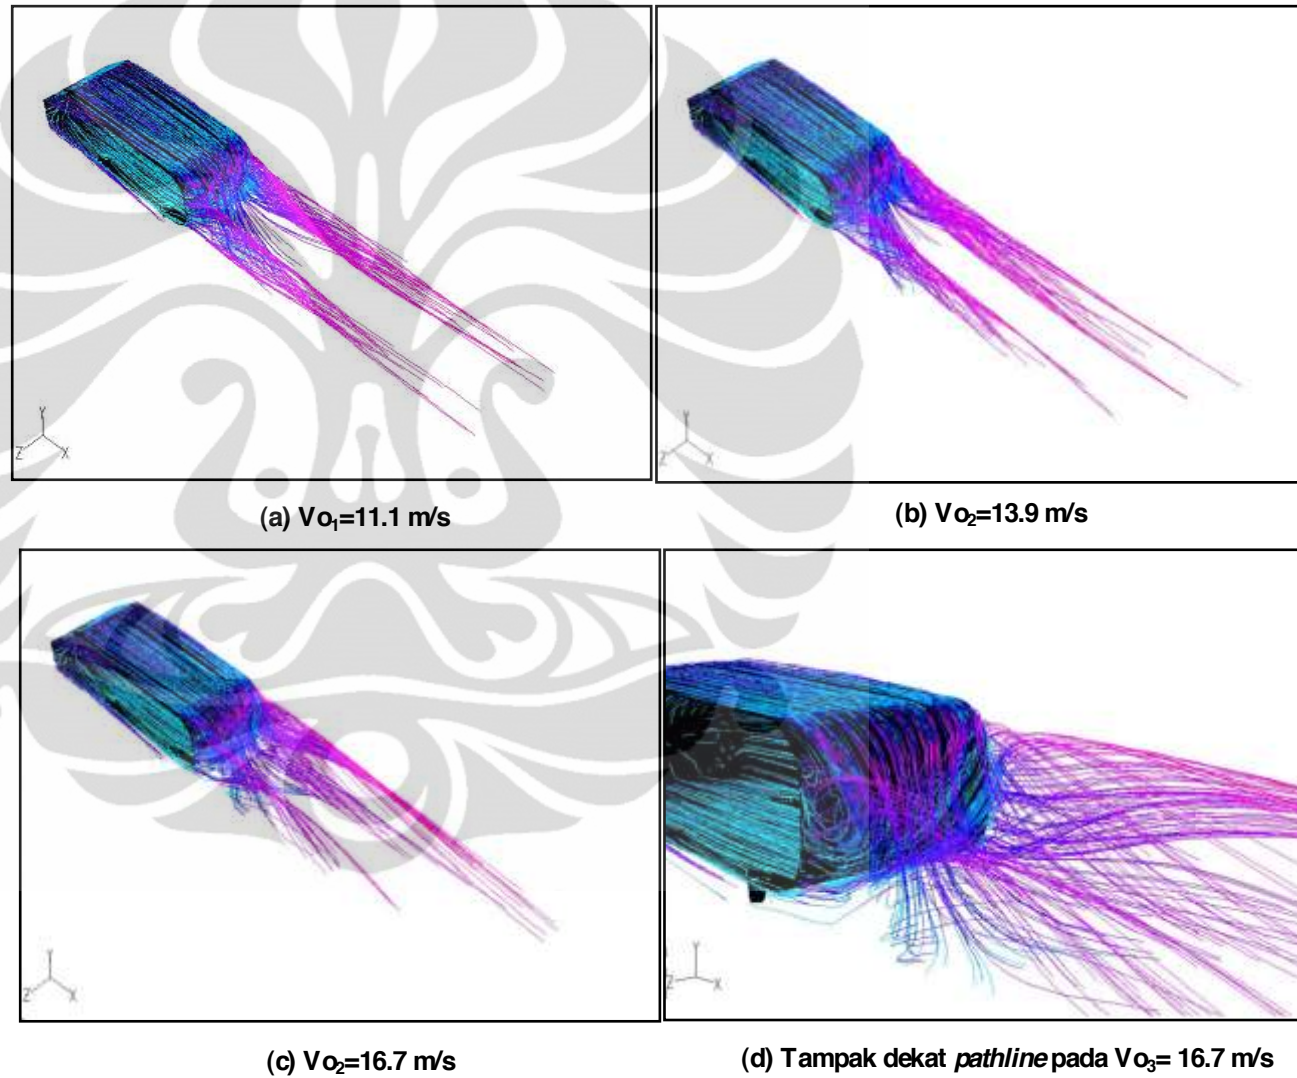 Y
Z X
(a) Vo₁=11.1 m/s
Y
Z X
(b) Vo₂=13.9 m/s
Y
Z X
(c) Vo₂=16.7 m/s
Y
Z X
(d) Tampak dekat pathline pada Vo₃= 16.7 m/s